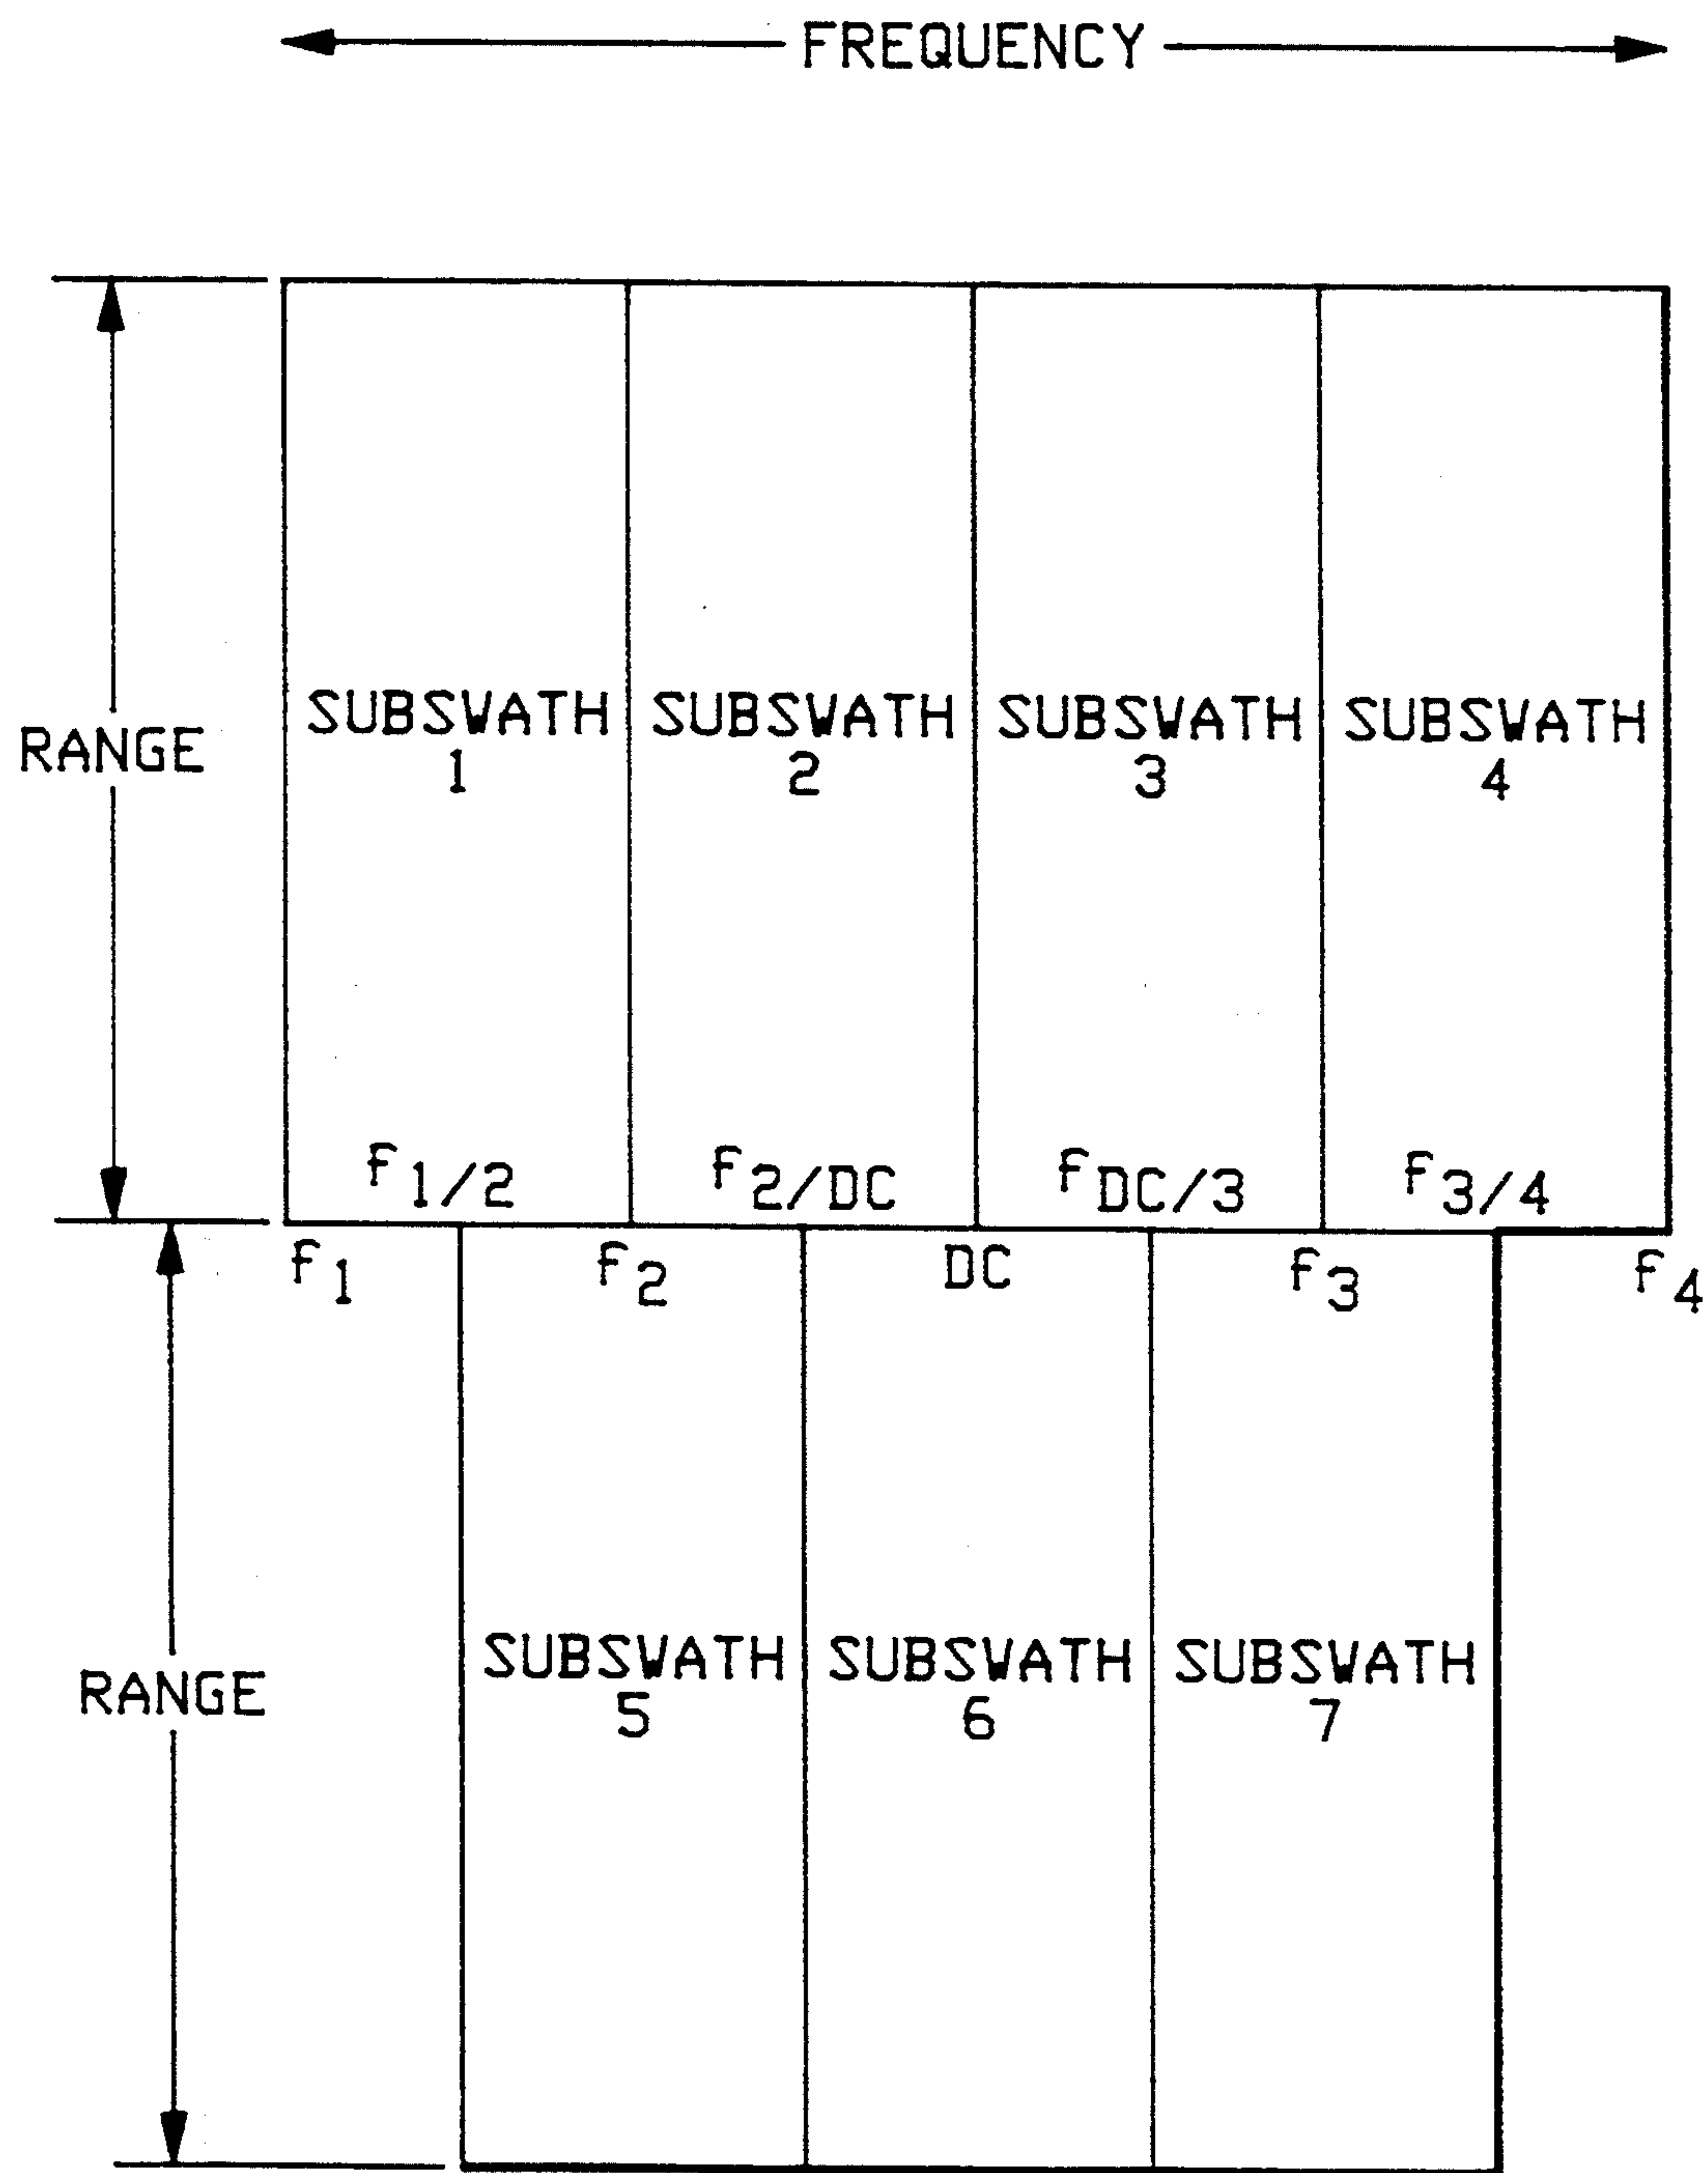 FREQUENCY
RANGE
SUBSWATH
1
SUBSWATH
2
SUBSWATH
3
SUBSWATH
4
f1/2
f2/DC
fDC/3
f3/4
f1
f2
DC
f3
f4
RANGE
SUBSWATH
5
SUBSWATH
6
SUBSWATH
7